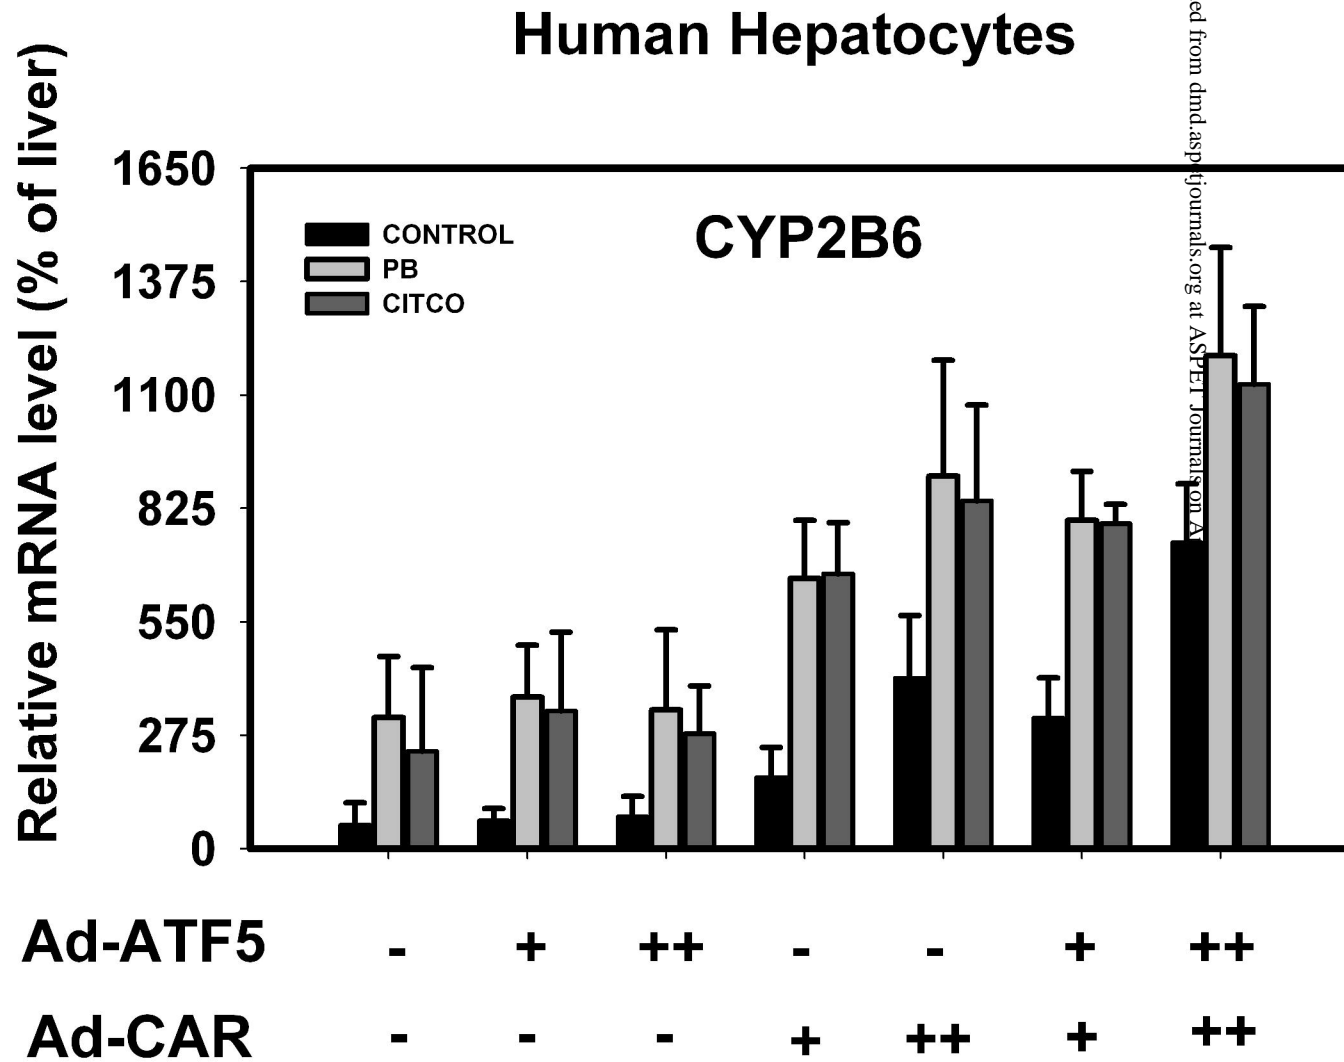 Human Hepatocytes
Relative mRNA level (% of liver)
1650
1375
1100
825
550
275
0
CONTROL
PB
CITCO
CYP2B6
ed from dmd.aspetjournals.org at ASPET Journals on
Ad-ATF5 - + ++ - - + ++
Ad-CAR - - - + ++ + ++